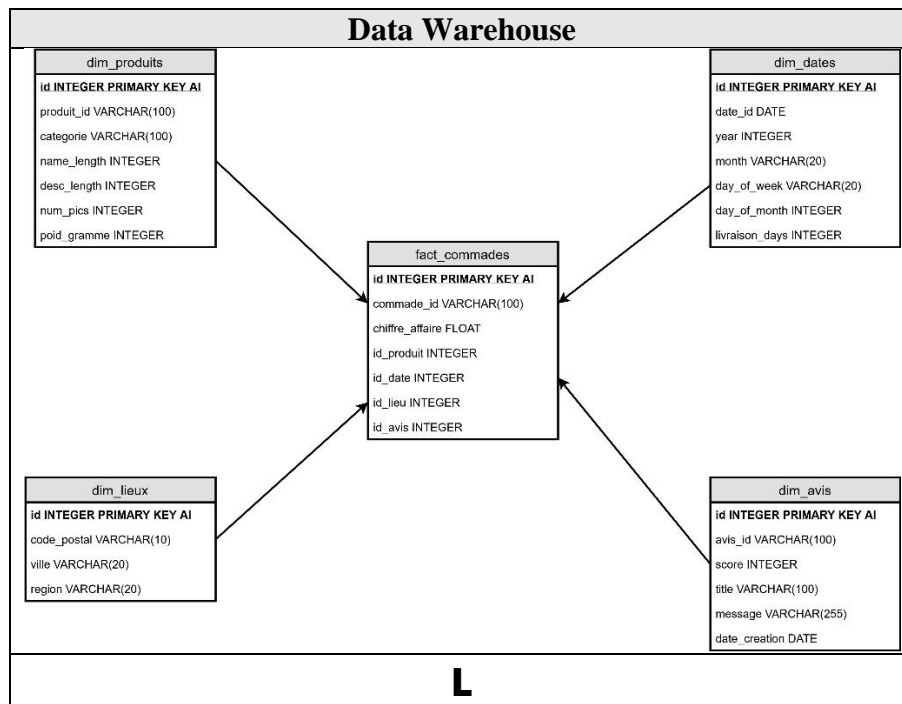 Data Warehouse
dim_produits
id INTEGER PRIMARY KEY AI
produit_id VARCHAR(100)
categorie VARCHAR(100)
name_length INTEGER
desc_length INTEGER
num_pics INTEGER
poid_gramme INTEGER
dim_dates
id INTEGER PRIMARY KEY AI
date_id DATE
year INTEGER
month VARCHAR(20)
day_of_week VARCHAR(20)
day_of_month INTEGER
livraison_days INTEGER
fact_commades
id INTEGER PRIMARY KEY AI
commade_id VARCHAR(100)
chiffre_affaire FLOAT
id_produit INTEGER
id_date INTEGER
id_lieu INTEGER
id_avis INTEGER
dim_lieux
id INTEGER PRIMARY KEY AI
code_postal VARCHAR(10)
ville VARCHAR(20)
region VARCHAR(20)
dim_avis
id INTEGER PRIMARY KEY AI
avis_id VARCHAR(100)
score INTEGER
title VARCHAR(100)
message VARCHAR(255)
date_creation DATE
L